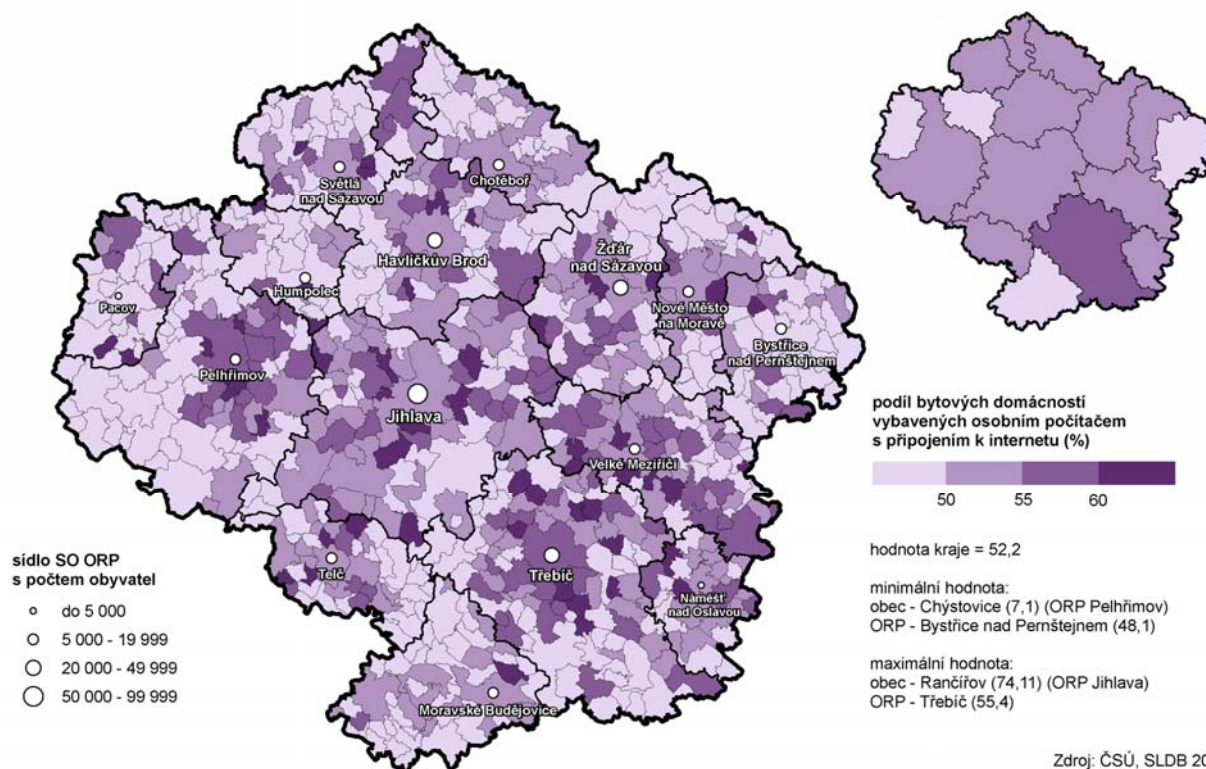 Světlá
nad Sázavou
Chotěboř
Havlíčkův Brod
Žďár
nad Sázavou
Humpolec
Pacov
Nové Město
na Moravě
Bystřice
nad Pernštejnem
Pelhřimov
Jihlava
Velké Meziříčí
Telč
Třebíč
Náměšť
nad Oslavou
Moravské Budějovice
sídlo SO ORP
s počtem obyvatel
do 5 000
5 000 - 19 999
20 000 - 49 999
50 000 - 99 999
podíl bytových domácností
vybavených osobním počítačem
s připojením k internetu (%)
50 55 60
hodnota kraje = 52,2
minimální hodnota:
obec - Chýstovice (7,1) (ORP Pelhřimov)
ORP - Bystřice nad Pernštejnem (48,1)
maximální hodnota:
obec - Rančířov (74,11) (ORP Jihlava)
ORP - Třebíč (55,4)
Zdroj: ČSÚ, SLDB 20